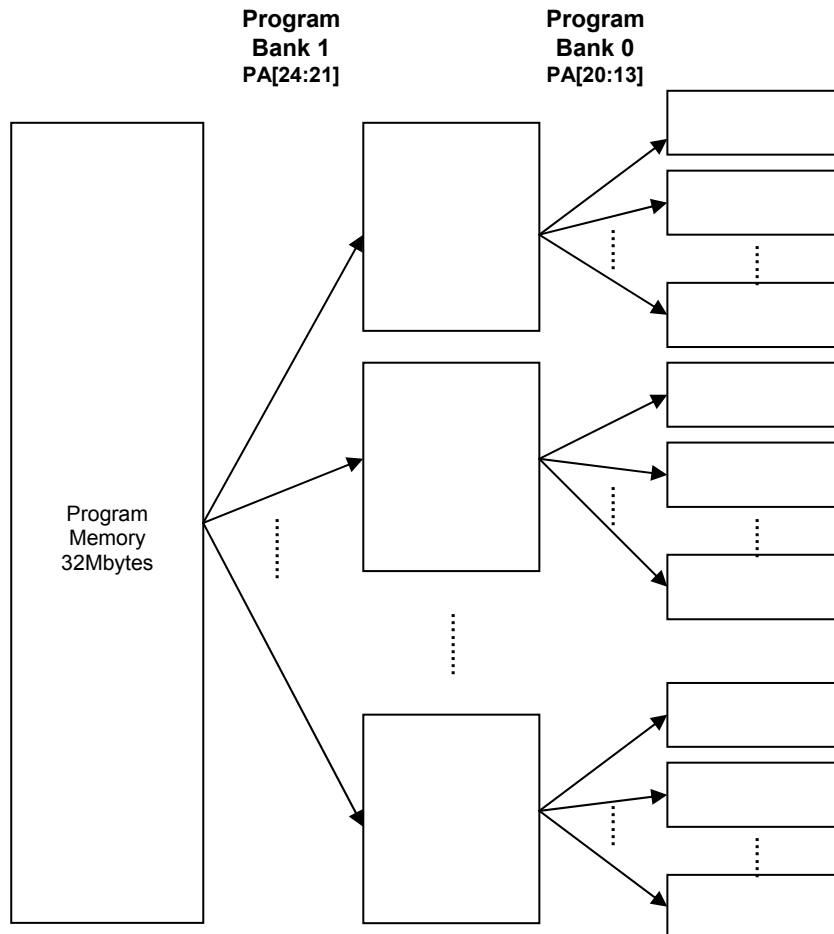 Program
Bank 1
PA[24:21]
Program
Bank 0
PA[20:13]
Program
Memory
32Mbytes